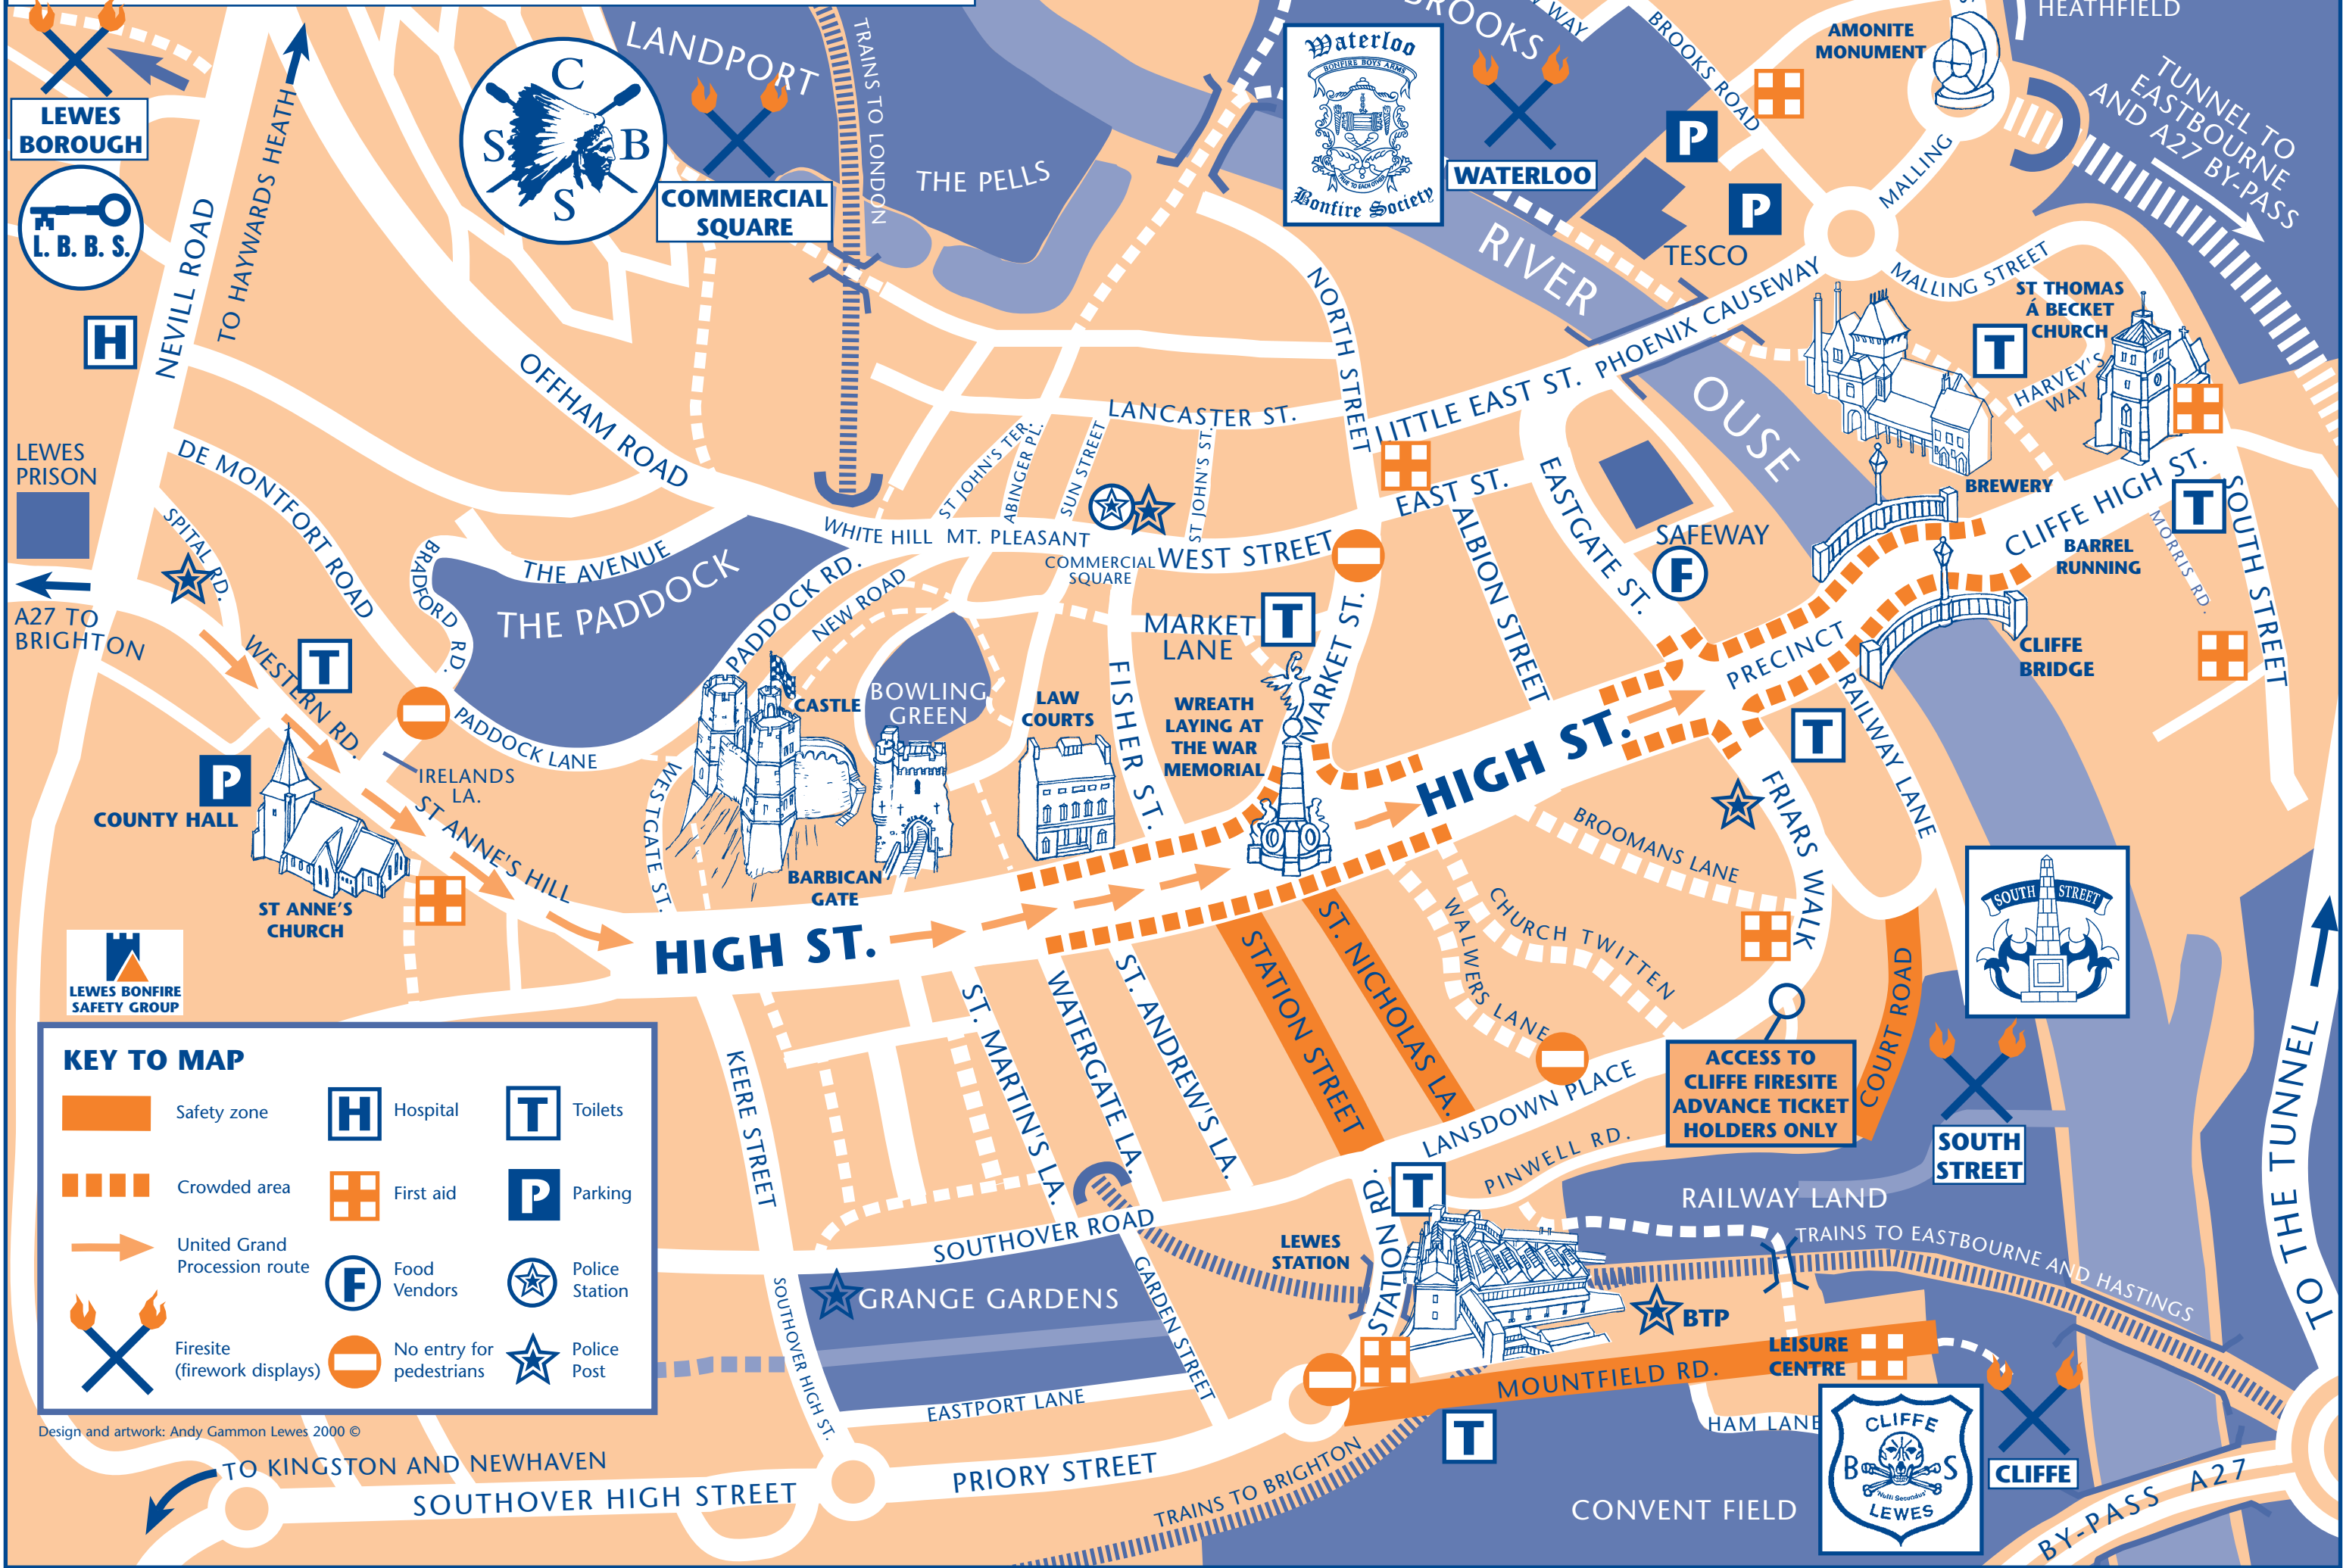 LEWES
BOROUGH
L. B. B. S.
NEVILL ROAD
TO HAYWARDS HEATH
H
C
S B
S
LANDPORT
COMMERCIAL
SQUARE
TRAINS TO LONDON
THE PELLS
Waterloo
BONFIRE BOYS ARMS
TRUE TO EACH OTHER
Bonfire Society
BROOKS
WAY
WATERLOO
BROOKS ROAD
P
P
TESCO
AMONITE
MONUMENT
HEATHFIELD
TUNNEL TO
EASTBOURNE
AND A27 BY-PASS
MALLING
MALLING STREET
RIVER
OUSE
PHOENIX CAUSEWAY
ST THOMAS
Á BECKET
CHURCH
T
HARVEY'S
WAY
BREWERY
NORTH STREET
LITTLE EAST ST.
LANCASTER ST.
OFFHAM ROAD
ST JOHN'S TER.
ABINGER PL.
SUN STREET
ST JOHN'S ST.
EAST ST.
EASTGATE ST.
ALBION STREET
SAFEWAY
F
CLIFFE HIGH ST.
T
SOUTH STREET
MORRIS RD.
BARREL
RUNNING
CLIFFE
BRIDGE
PRECINCT
LEWES
PRISON
DE MONTFORT ROAD
SPITAL RD.
BRADFORD RD.
THE AVENUE
THE PADDOCK
WHITE HILL
MT. PLEASANT
COMMERCIAL
SQUARE
WEST STREET
PADDOCK RD.
NEW ROAD
A27 TO
BRIGHTON
WESTERN RD.
T
PADDOCK LANE
IRELANDS
LA.
CASTLE
BOWLING
GREEN
LAW
COURTS
FISHER ST.
MARKET
LANE
T
MARKET ST.
WREATH
LAYING AT
THE WAR
MEMORIAL
P
COUNTY HALL
ST ANNE'S HILL
ST ANNE'S
CHURCH
WESTGATE ST.
BARBICAN
GATE
HIGH ST.
HIGH ST.
T
RAILWAY LANE
FRIARS WALK
BROOMANS LANE
CHURCH TWITTEN
WALWERS LANE
ST. NICHOLAS LA.
STATION STREET
ST. ANDREW'S LA.
WATERGATE LA.
ST. MARTIN'S LA.
KEERE STREET
LANSDOWN PLACE
PINWELL RD.
ACCESS TO
CLIFFE FIRESITE
ADVANCE TICKET
HOLDERS ONLY
COURT ROAD
SOUTH STREET
SOUTH
STREET
TO THE TUNNEL
RAILWAY LAND
TRAINS TO EASTBOURNE AND HASTINGS
LEWES BONFIRE
SAFETY GROUP
KEY TO MAP
Safety zone
H
Hospital
T
Toilets
Crowded area
First aid
P
Parking
United Grand
Procession route
F
Food
Vendors
Police
Station
Firesite
(firework displays)
No entry for
pedestrians
Police
Post
Design and artwork: Andy Gammon Lewes 2000 ©
SOUTHOVER ROAD
GRANGE GARDENS
GARDEN STREET
SOUTHOVER HIGH ST.
EASTPORT LANE
LEWES
STATION
STATION RD.
T
BTP
MOUNTFIELD RD.
LEISURE
CENTRE
T
HAM LANE
CLIFFE
B S
"Nulli Secundus"
LEWES
CLIFFE
TO KINGSTON AND NEWHAVEN
SOUTHOVER HIGH STREET
PRIORY STREET
TRAINS TO BRIGHTON
CONVENT FIELD
BY-PASS A27